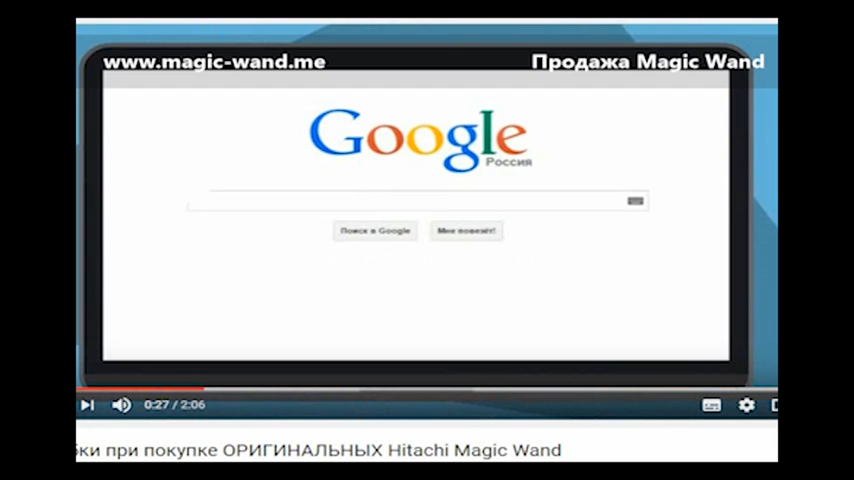 www.magic-wand.me
Продажа Magic Wand
Google
Россия
Поиск в Google
Мне повезёт!
0:27 / 2:06
при покупке ОРИГИНАЛЬНЫХ Hitachi Magic Wand